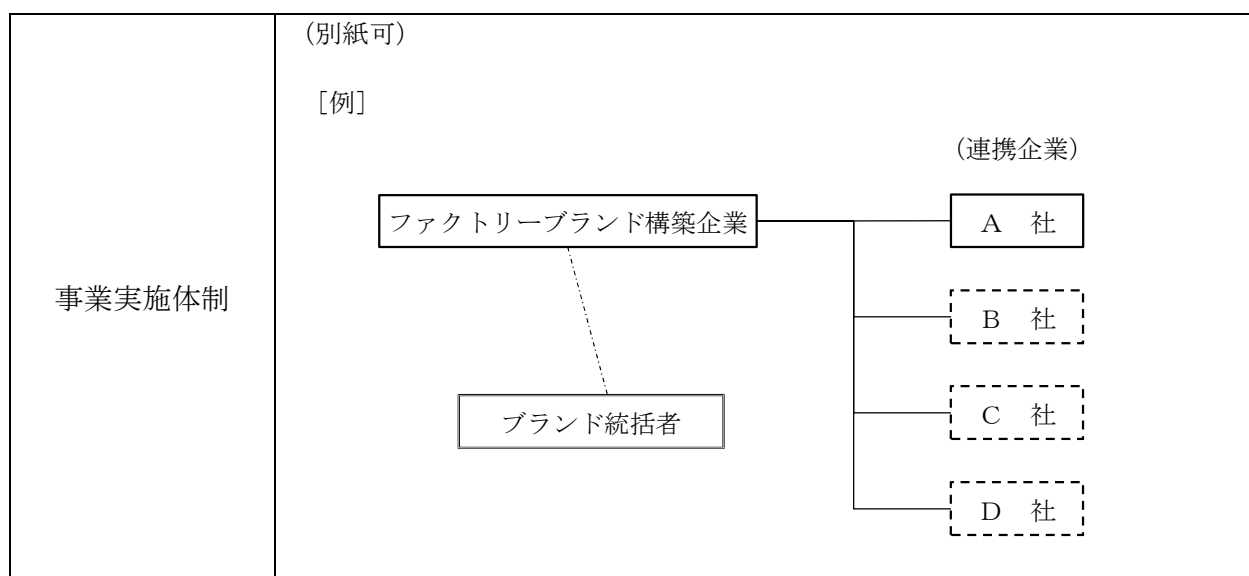 事業実施体制
(別紙可)
[例]
(連携企業)
ファクトリーブランド構築企業
A 社
B 社
C 社
D 社
ブランド統括者